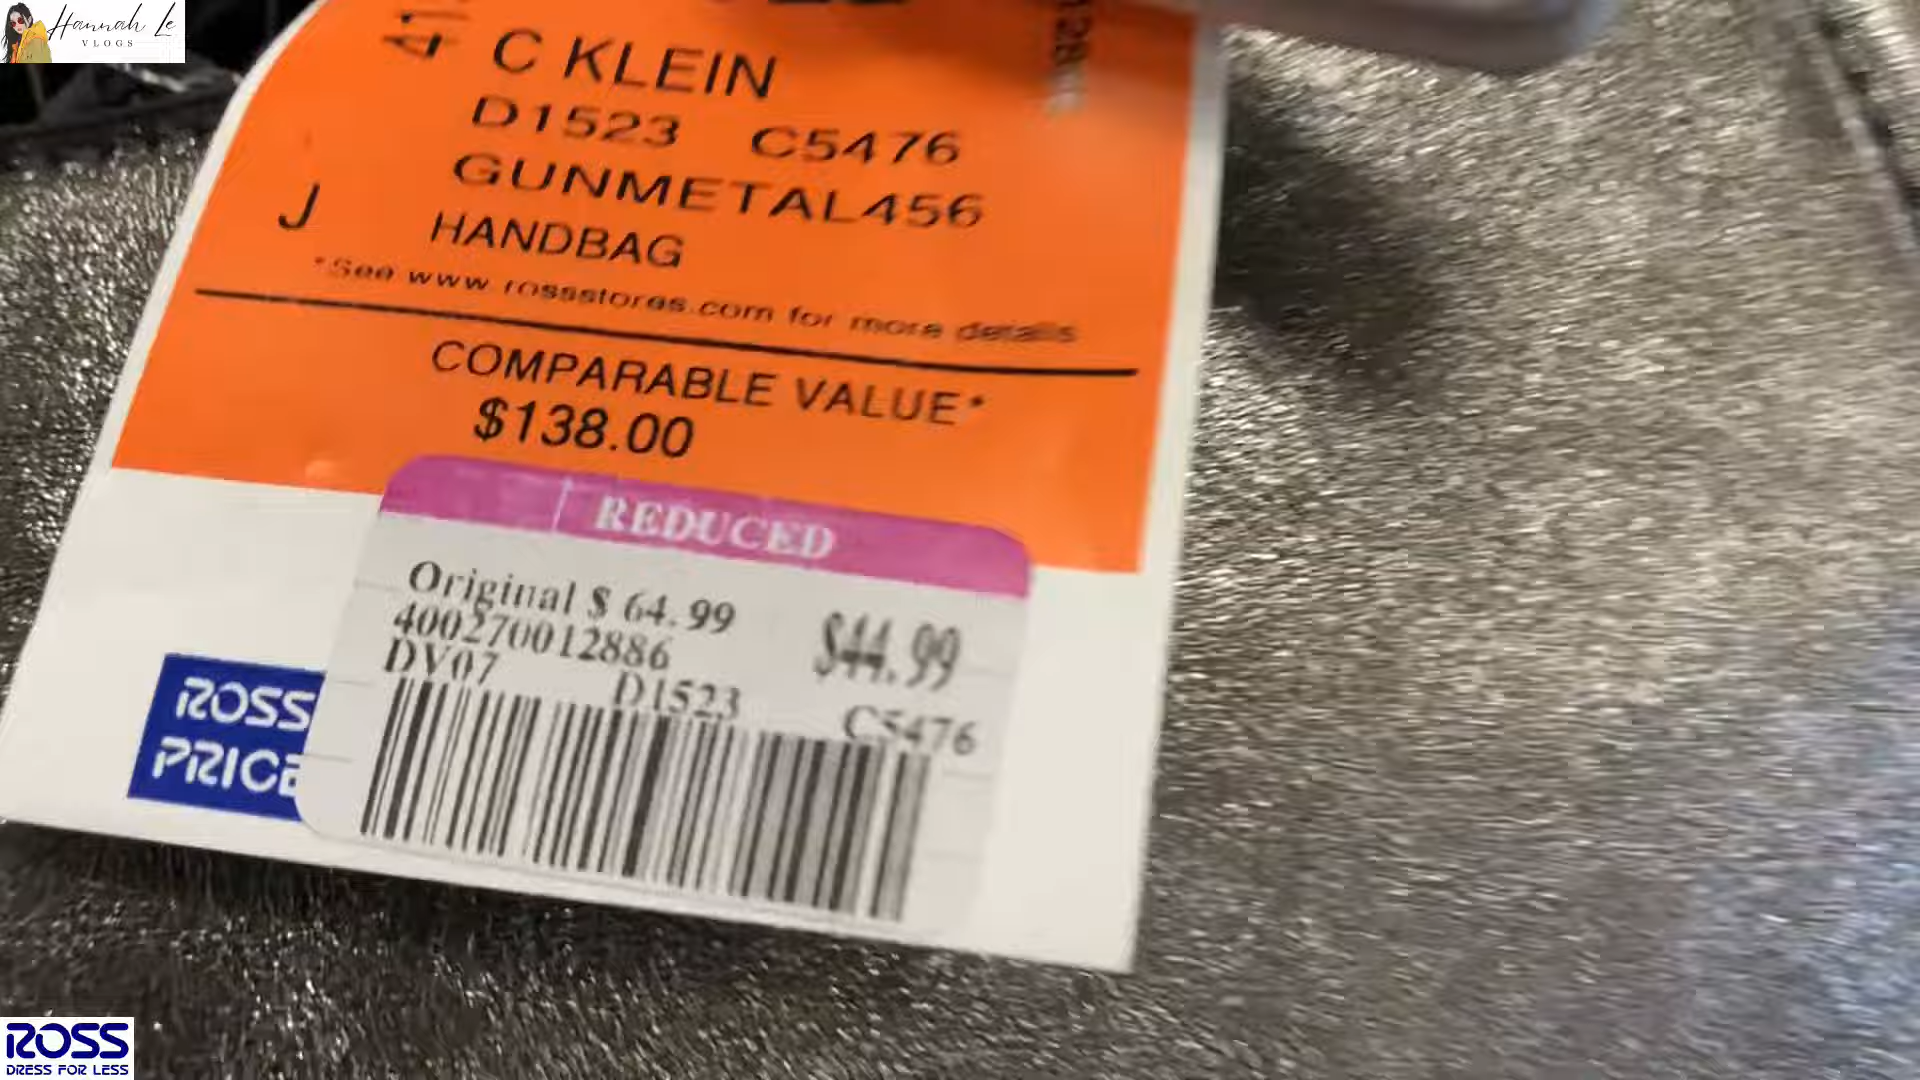 Hannah Le
VLOGS
C KLEIN
D1523 C5476
GUNMETAL456
J HANDBAG
*See www.rossstores.com for more details
COMPARABLE VALUE*
$138.00
REDUCED
Original $ 64.99 $44.99
400270012886
DV07 D1523 C5476
ROSS
PRICE
ROSS
DRESS FOR LESS